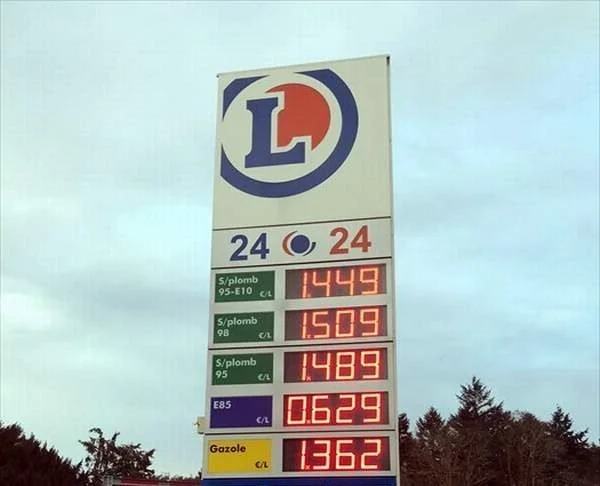 L
24 24
S/plomb 1.449
95-E10 €/L
S/plomb 1.509
98 €/L
S/plomb 1.489
95 €/L
E85 0.629
€/L
Gazole 1.362
€/L